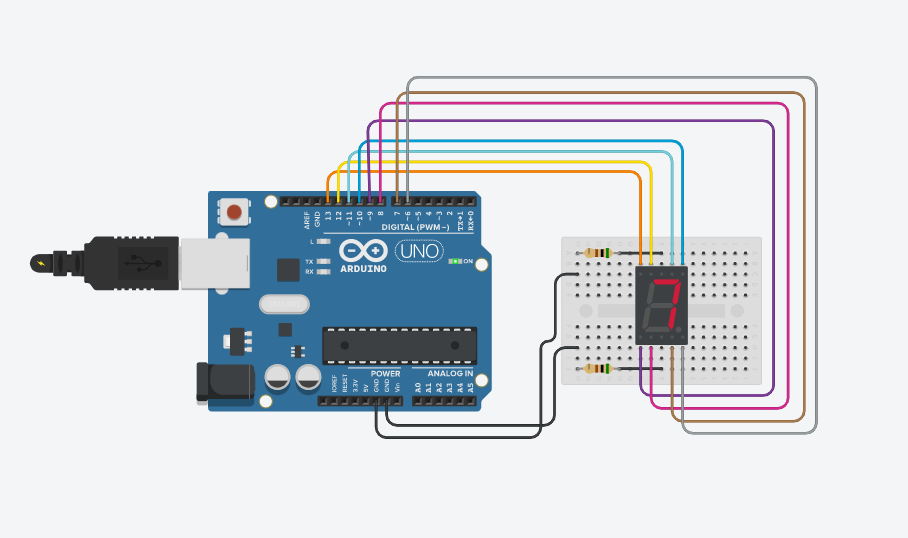 AREF
GND
13
12
~11
~10
~9
8
7
~6
~5
4
~3
2
TX→1
RX←0
DIGITAL (PWM~)
L
TX
RX
ARDUINO
UNO
ON
POWER
ANALOG IN
IOREF
RESET
3.3V
5V
GND
GND
Vin
A0
A1
A2
A3
A4
A5